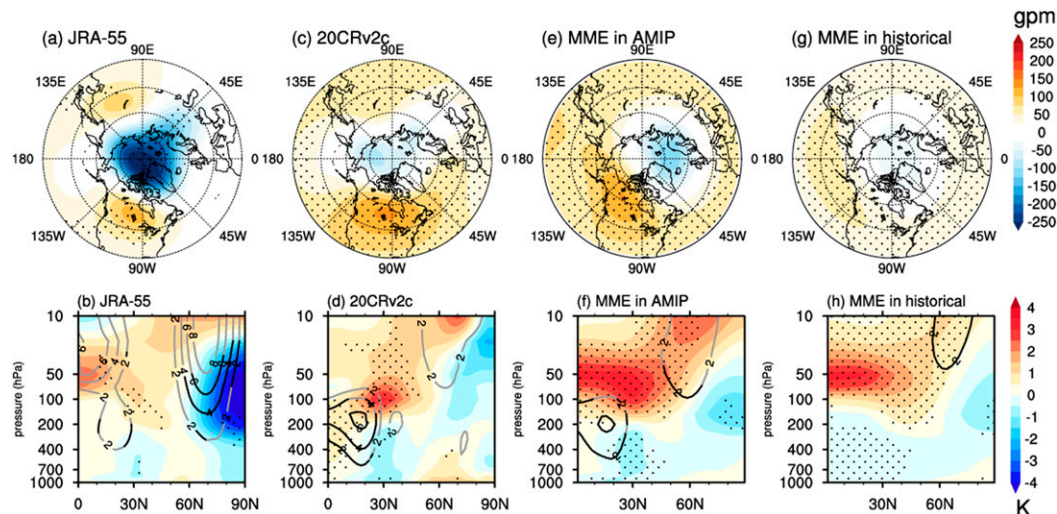 (a) JRA-55
(c) 20CRv2c
(e) MME in AMIP
(g) MME in historical
gpm
90E
90E
90E
90E
135E
45E
135E
45E
135E
45E
135E
45E
180
0
180
0
180
0
180
0
135W
45W
135W
45W
135W
45W
135W
45W
90W
90W
90W
90W
250
200
150
100
50
0
-50
-100
-150
-200
-250
(b) JRA-55
(d) 20CRv2c
(f) MME in AMIP
(h) MME in historical
pressure (hPa)
10
50
100
200
400
700
1000
0
30N
60N
90N
pressure (hPa)
10
50
100
200
400
700
1000
0
30N
60N
90N
pressure (hPa)
10
50
100
200
400
700
1000
30N
60N
pressure (hPa)
10
50
100
200
400
700
1000
30N
60N
4
3
2
1
0
-1
-2
-3
-4
K